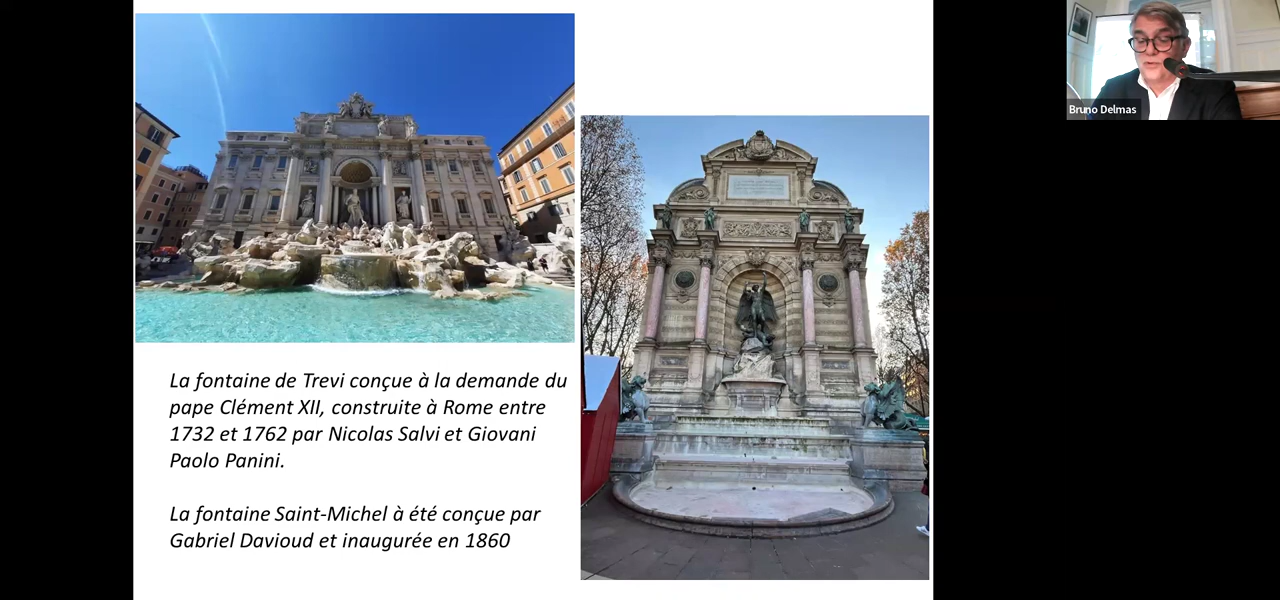 Bruno Delmas
La fontaine de Trevi conçue à la demande du
pape Clément XII, construite à Rome entre
1732 et 1762 par Nicolas Salvi et Giovani
Paolo Panini.
La fontaine Saint-Michel à été conçue par
Gabriel Davioud et inaugurée en 1860